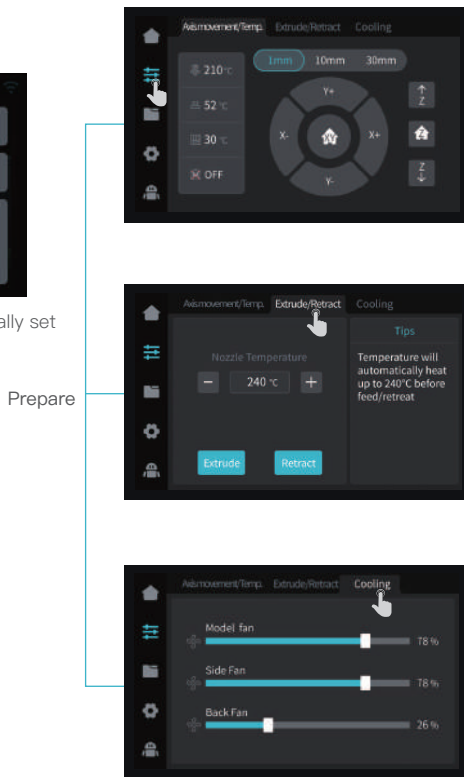 Axis movement/Temp. Extrude/Retract Cooling
210 °C
1mm 10mm 30mm
52 °C
30 °C
OFF
Y+
X-
XY
X+
Y-
↑
Z
Z
Z
↓
ally set
Prepare
Axis movement/Temp. Extrude/Retract Cooling
Nozzle Temperature
− 240 °C +
Extrude Retract
Tips
Temperature will
automatically heat
up to 240°C before
feed/retreat
Axis movement/Temp. Extrude/Retract Cooling
Model fan
78 %
Side Fan
78 %
Back Fan
26 %